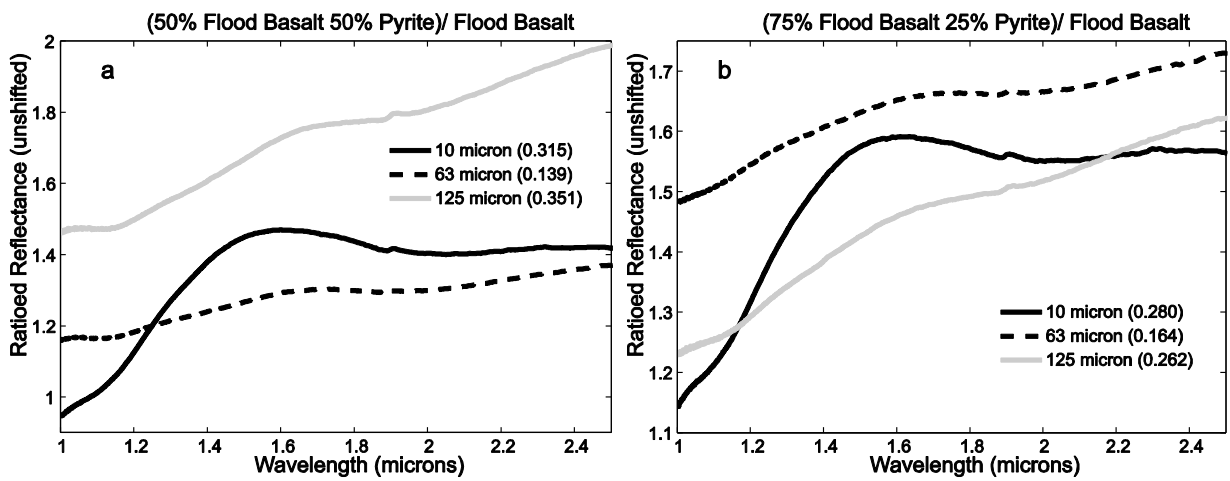 (50% Flood Basalt 50% Pyrite)/ Flood Basalt
a
Ratioed Reflectance (unshifted)
2
1.8
1.6
1.4
1.2
1
10 micron (0.315)
63 micron (0.139)
125 micron (0.351)
1 1.2 1.4 1.6 1.8 2 2.2 2.4
Wavelength (microns)
(75% Flood Basalt 25% Pyrite)/ Flood Basalt
b
Ratioed Reflectance (unshifted)
1.7
1.6
1.5
1.4
1.3
1.2
1.1
10 micron (0.280)
63 micron (0.164)
125 micron (0.262)
1 1.2 1.4 1.6 1.8 2 2.2 2.4
Wavelength (microns)